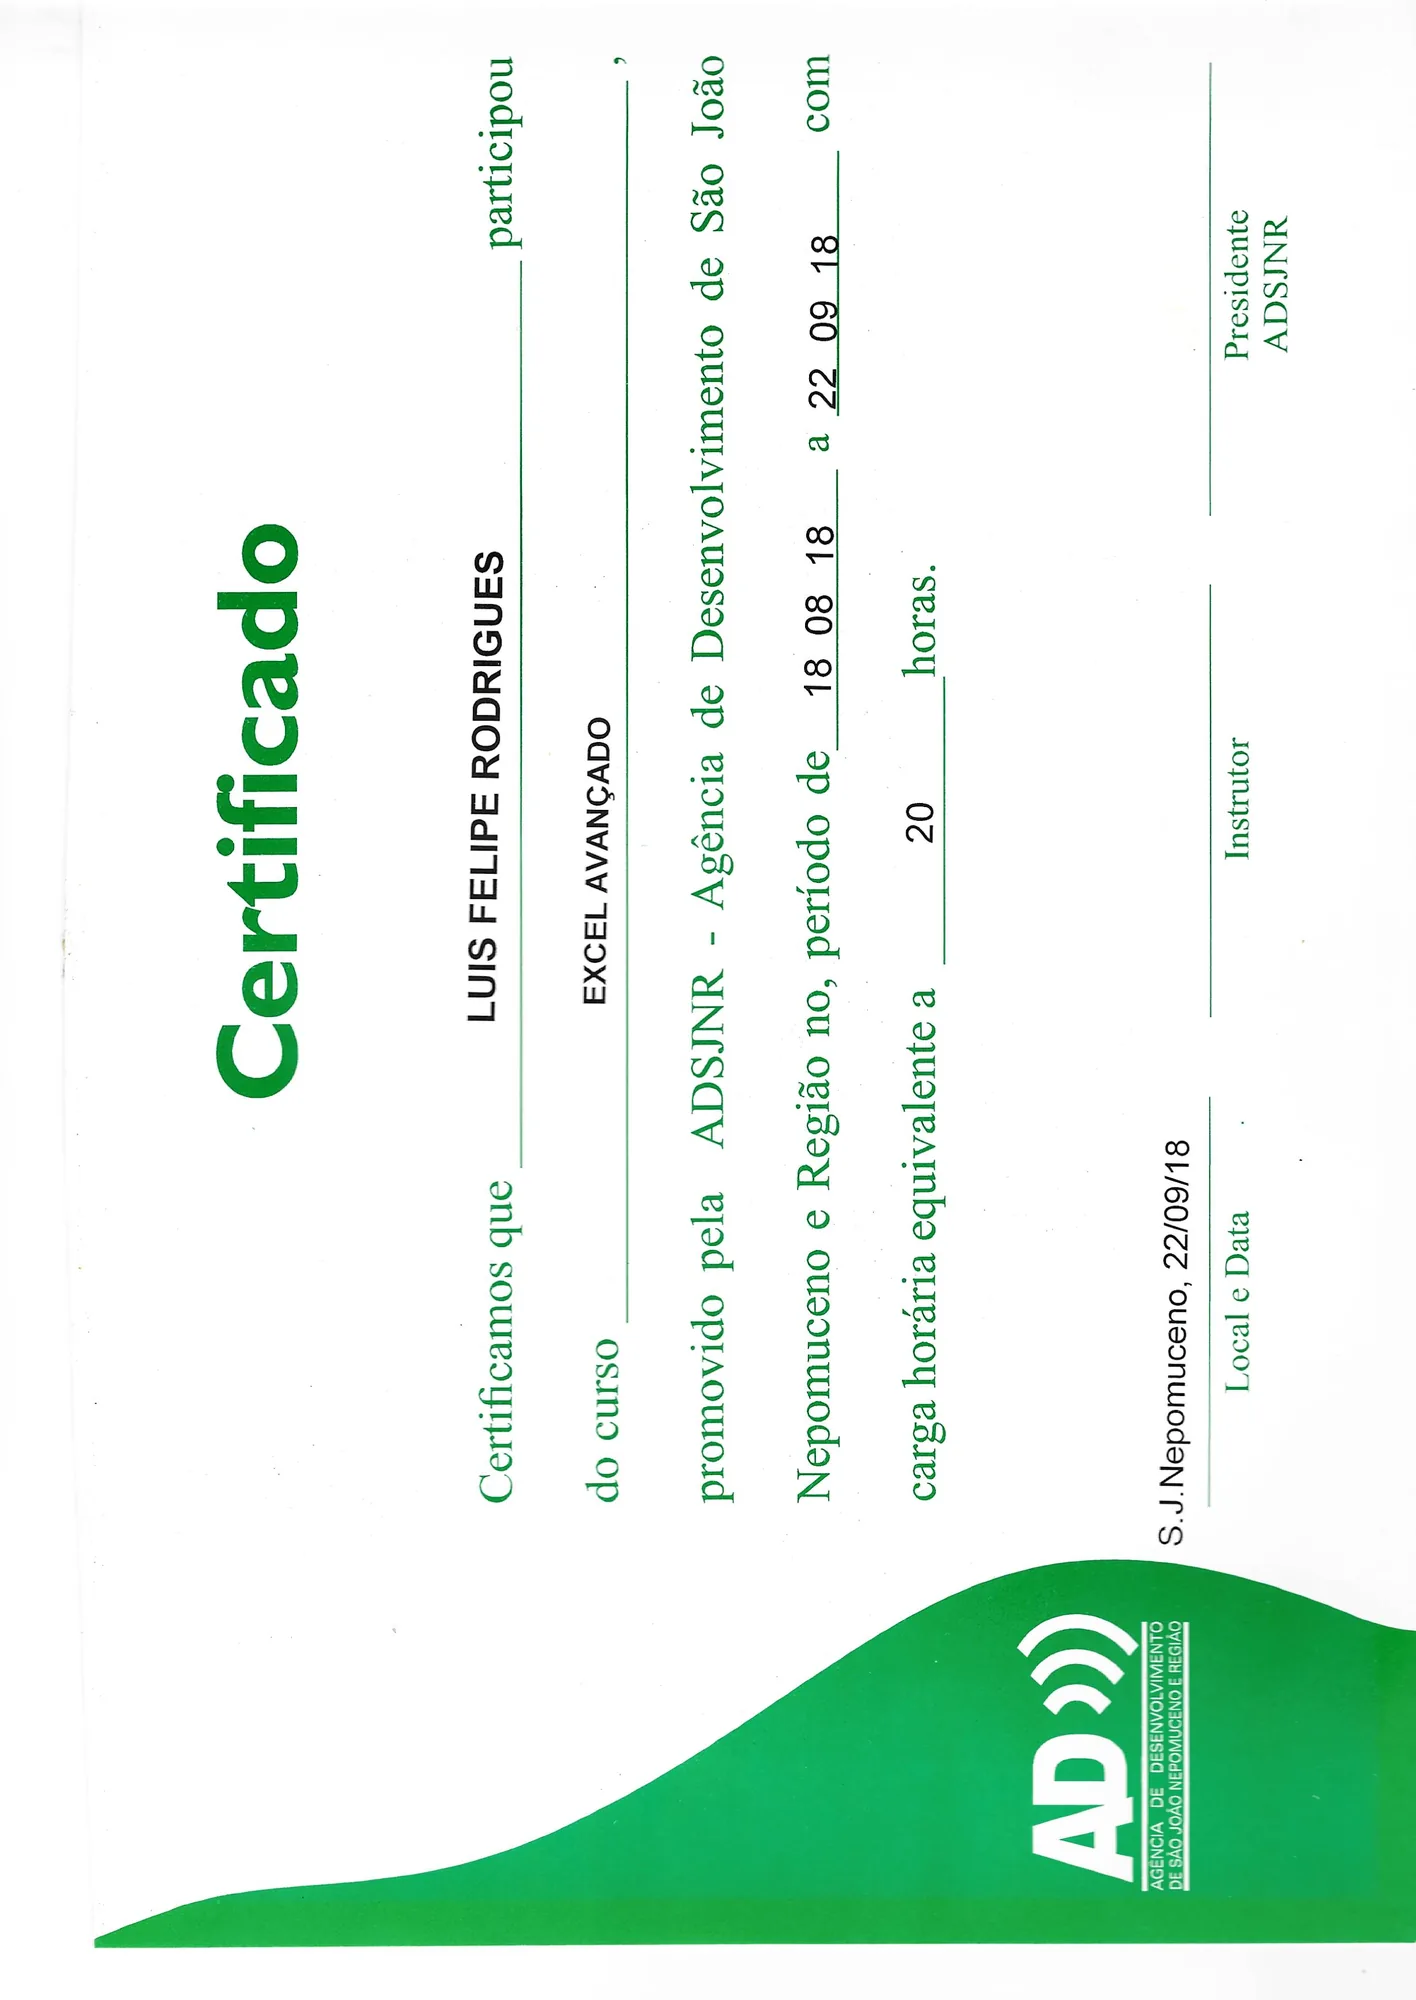 Certificado
Certificamos que LUIS FELIPE RODRIGUES participou
do curso EXCEL AVANÇADO ,
promovido pela ADSJNR - Agência de Desenvolvimento de São João
Nepomuceno e Região no, período de 18 08 18 a 22 09 18 com
carga horária equivalente a 20 horas.
S.J.Nepomuceno, 22/09/18
Local e Data
Instrutor
Presidente
ADSJNR
AD
AGÊNCIA DE DESENVOLVIMENTO
DE SÃO JOÃO NEPOMUCENO E REGIÃO